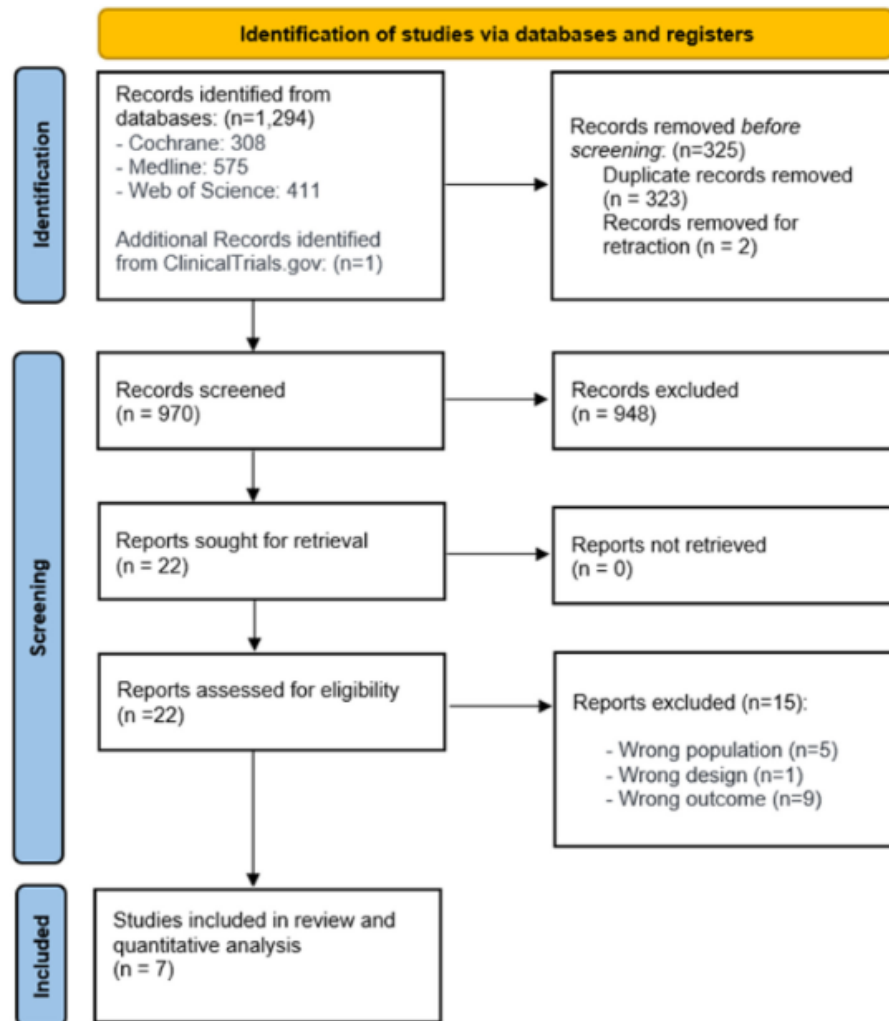 Identification of studies via databases and registers
Identification
Records identified from
databases: (n=1,294)
- Cochrane: 308
- Medline: 575
- Web of Science: 411
Additional Records identified
from ClinicalTrials.gov: (n=1)
Records removed before
screening: (n=325)
Duplicate records removed
(n = 323)
Records removed for
retraction (n = 2)
Screening
Records screened
(n = 970)
Records excluded
(n = 948)
Reports sought for retrieval
(n = 22)
Reports not retrieved
(n = 0)
Reports assessed for eligibility
(n =22)
Reports excluded (n=15):
- Wrong population (n=5)
- Wrong design (n=1)
- Wrong outcome (n=9)
Included
Studies included in review and
quantitative analysis
(n = 7)